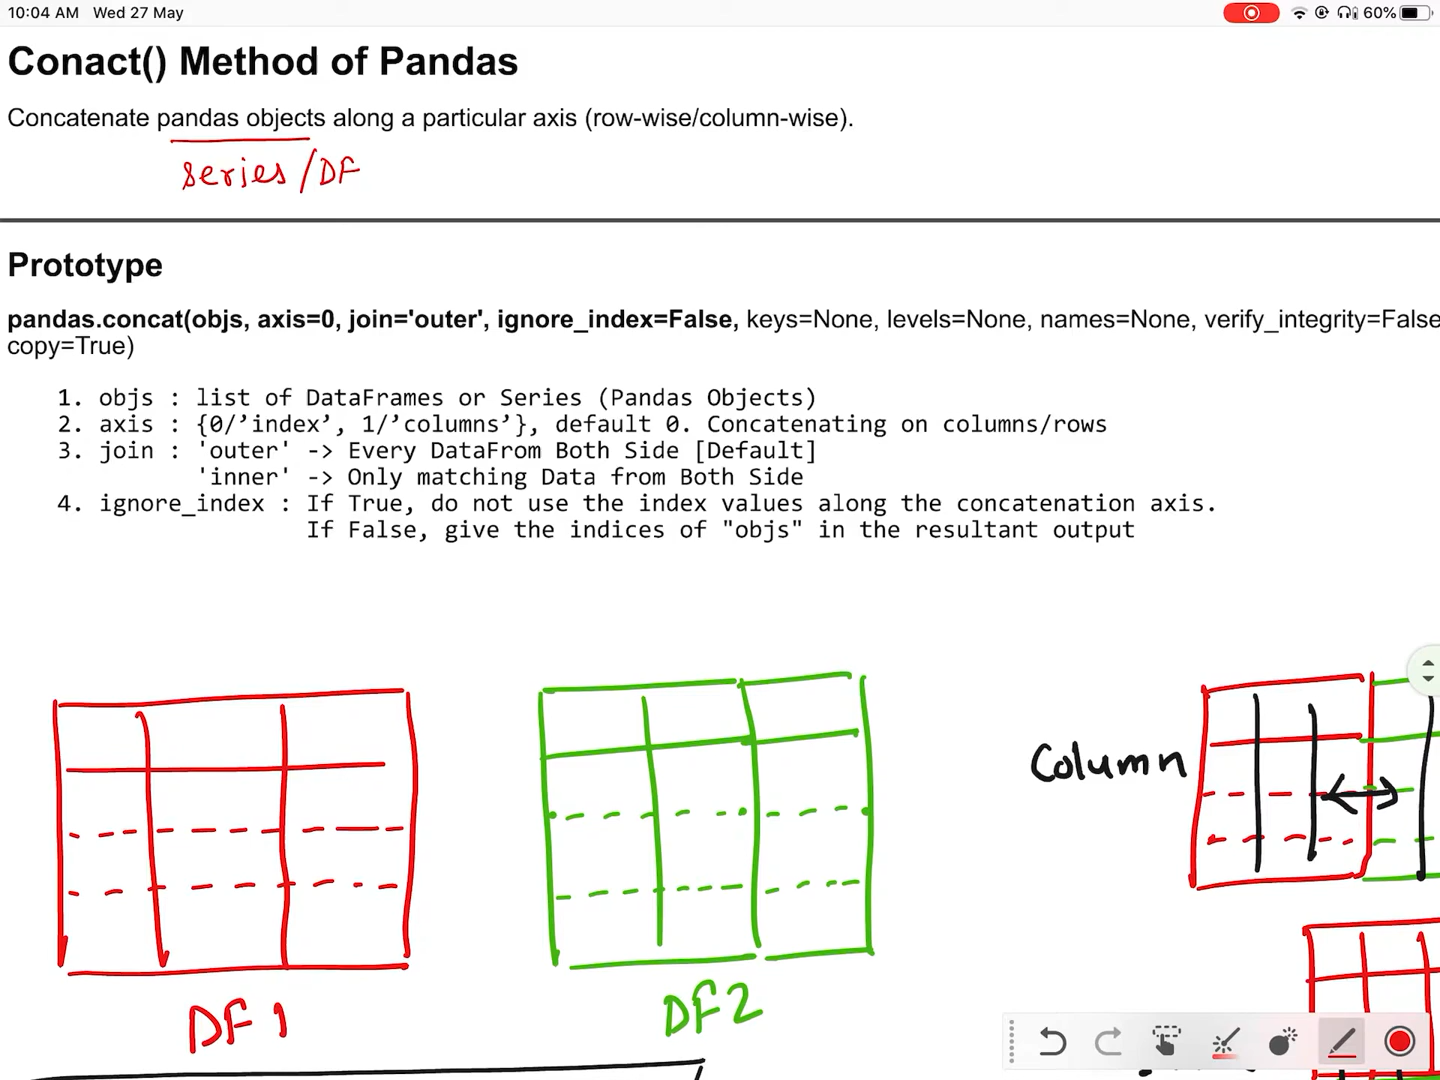 10:04 AM Wed 27 May
60%
Conact() Method of Pandas
Concatenate pandas objects along a particular axis (row-wise/column-wise).
series/DF
Prototype
pandas.concat(objs, axis=0, join='outer', ignore_index=False, keys=None, levels=None, names=None, verify_integrity=False
copy=True)
1. objs : list of DataFrames or Series (Pandas Objects)
2. axis : {0/’index’, 1/’columns’}, default 0. Concatenating on columns/rows
3. join : 'outer' -> Every DataFrom Both Side [Default]
'inner' -> Only matching Data from Both Side
4. ignore_index : If True, do not use the index values along the concatenation axis.
If False, give the indices of "objs" in the resultant output
Column
DF1
DF2